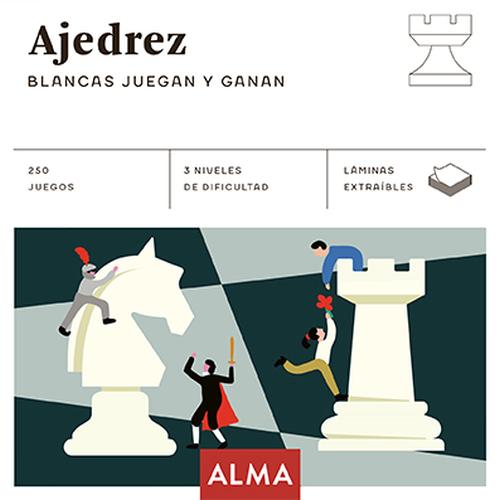 Ajedrez
BLANCAS JUEGAN Y GANAN
250
JUEGOS
3 NIVELES
DE DIFICULTAD
LÁMINAS
EXTRAÍBLES
ALMA